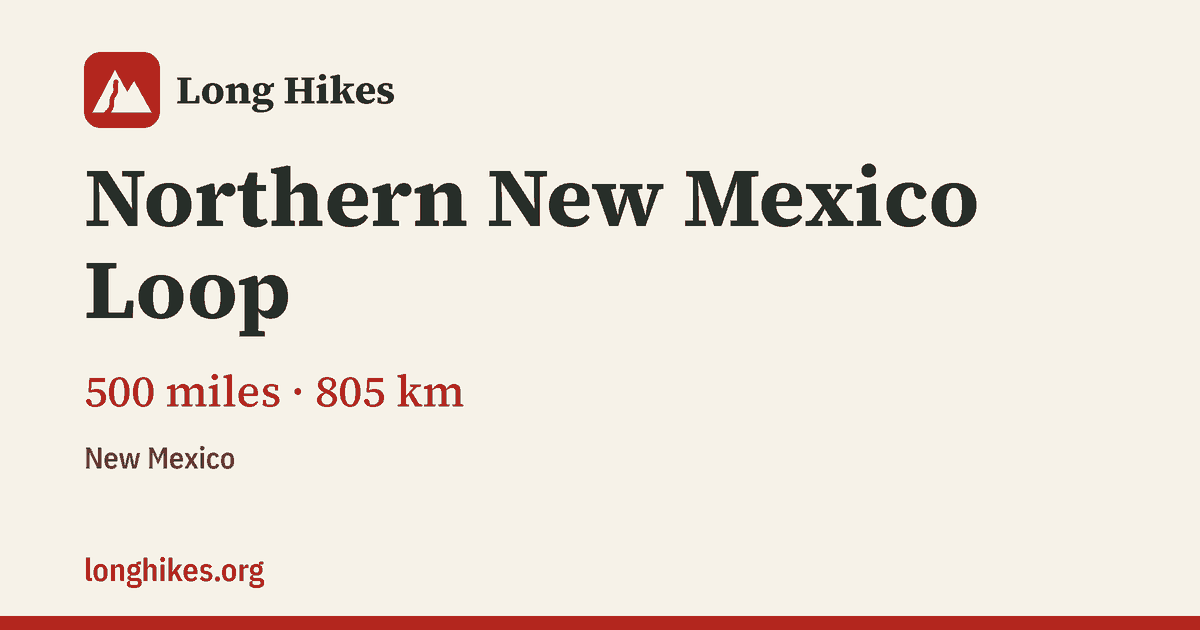 Long Hikes
Northern New Mexico
Loop
500 miles · 805 km
New Mexico
longhikes.org